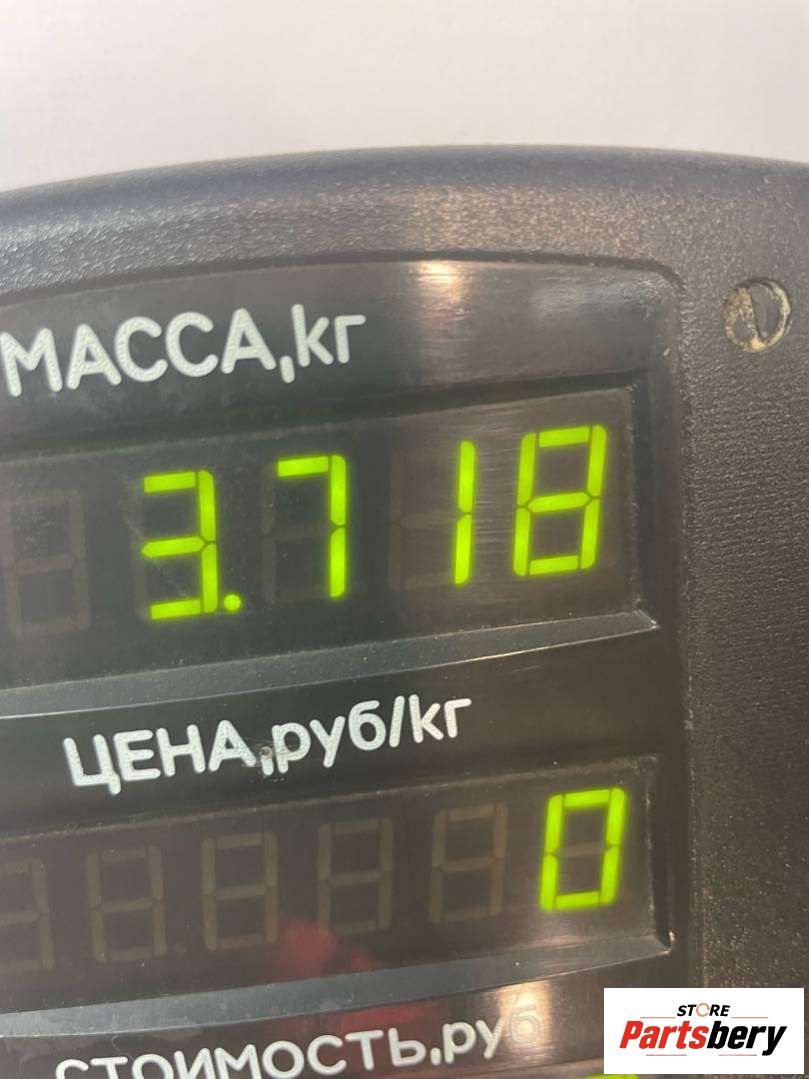 МАССА,кг
3.718
ЦЕНА,руб/кг
0
СТОИМОСТЬ,руб
STORE
Partsbery